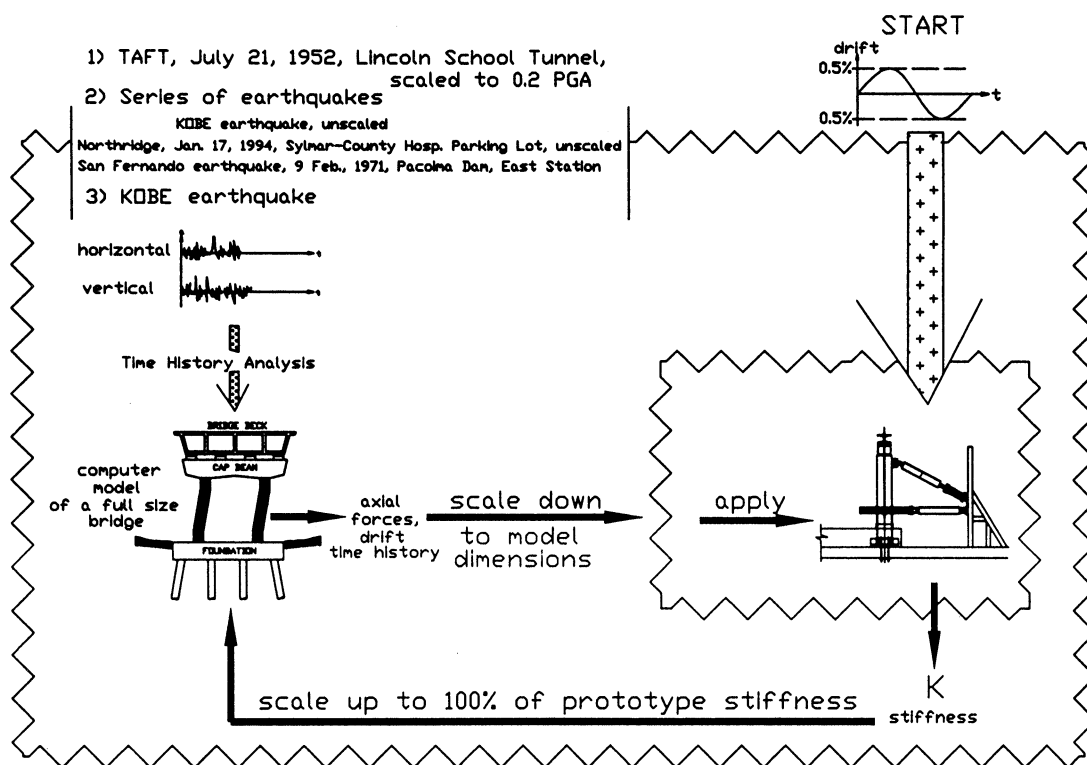 START
1) TAFT, July 21, 1952, Lincoln School Tunnel,
scaled to 0.2 PGA
2) Series of earthquakes
KOBE earthquake, unscaled
Northridge, Jan. 17, 1994, Sylmar-County Hosp. Parking Lot, unscaled
San Fernando earthquake, 9 Feb., 1971, Pacoima Dam, East Station
3) KOBE earthquake
drift
0.5%
t
0.5%
horizontal
t
vertical
t
Time History Analysis
BRIDGE DECK
CAP BEAM
computer
model
of a full size
bridge
FOUNDATION
axial
forces,
drift
time history
scale down
to model
dimensions
apply
K
stiffness
scale up to 100% of prototype stiffness